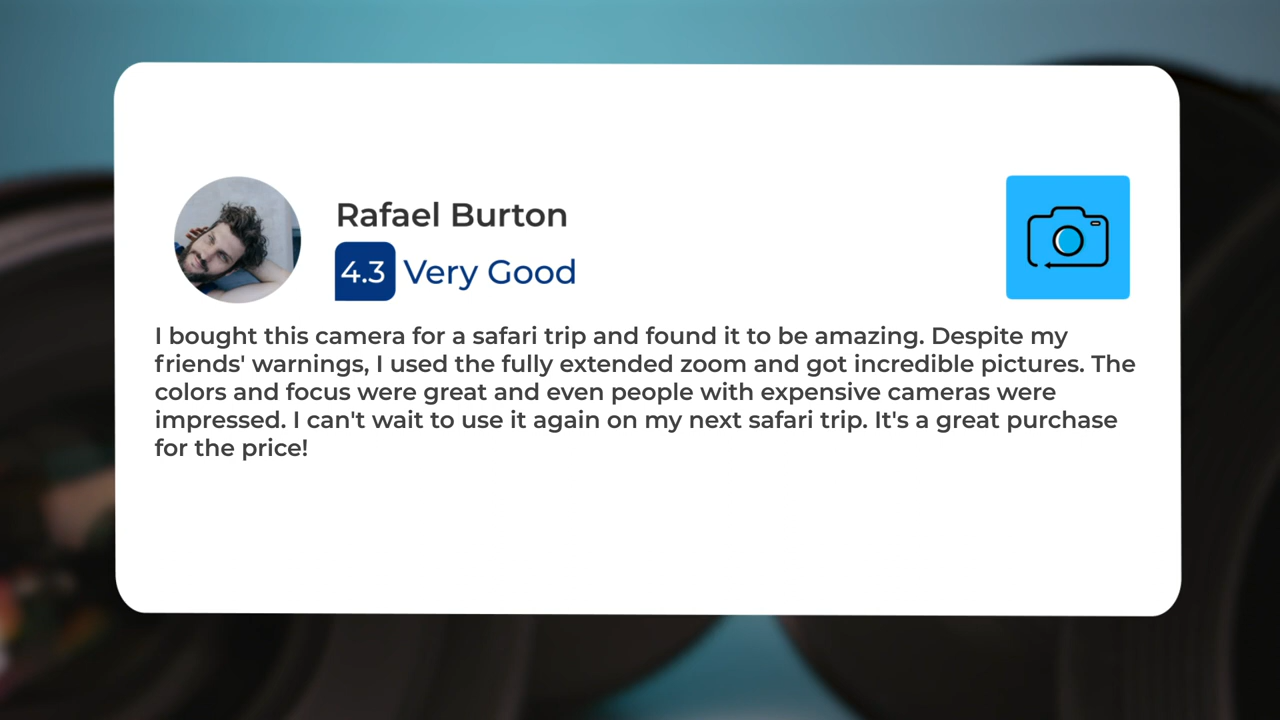 Rafael Burton
4.3 Very Good
I bought this camera for a safari trip and found it to be amazing. Despite my
friends' warnings, I used the fully extended zoom and got incredible pictures. The
colors and focus were great and even people with expensive cameras were
impressed. I can't wait to use it again on my next safari trip. It's a great purchase
for the price!